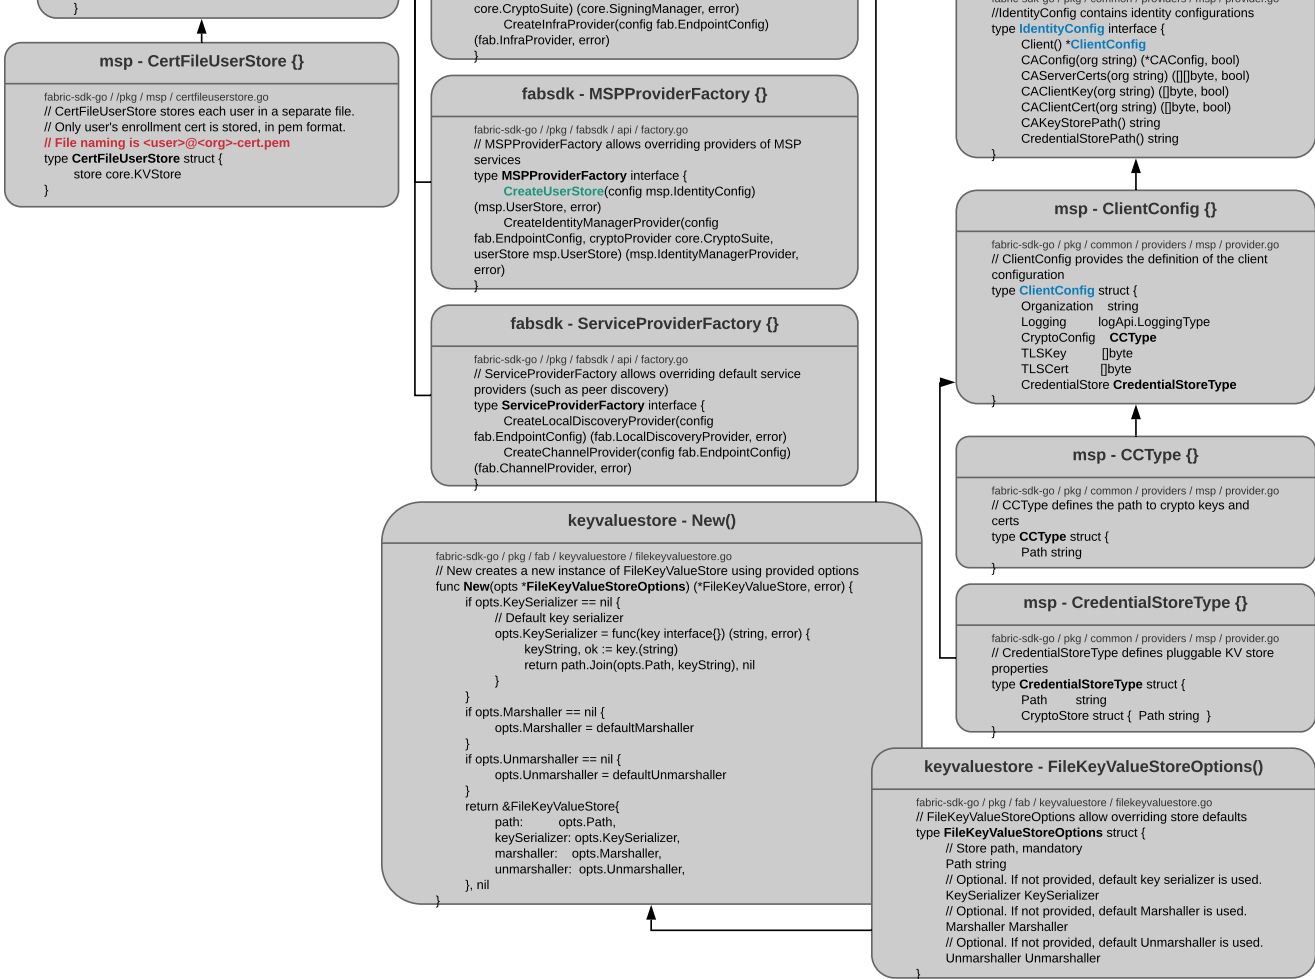 }
msp - CertFileUserStore {}
fabric-sdk-go / /pkg / msp / certfileuserstore.go
// CertFileUserStore stores each user in a separate file.
// Only user's enrollment cert is stored, in pem format.
// File naming is <user>@<org>-cert.pem
type CertFileUserStore struct {
store core.KVStore
}
core.CryptoSuite) (core.SigningManager, error)
CreateInfraProvider(config fab.EndpointConfig)
(fab.InfraProvider, error)
}
fabsdk - MSPProviderFactory {}
fabric-sdk-go / /pkg / fabsdk / api / factory.go
// MSPProviderFactory allows overriding providers of MSP
services
type MSPProviderFactory interface {
CreateUserStore(config msp.IdentityConfig)
(msp.UserStore, error)
CreateIdentityManagerProvider(config
fab.EndpointConfig, cryptoProvider core.CryptoSuite,
userStore msp.UserStore) (msp.IdentityManagerProvider,
error)
}
fabsdk - ServiceProviderFactory {}
fabric-sdk-go / /pkg / fabsdk / api / factory.go
// ServiceProviderFactory allows overriding default service
providers (such as peer discovery)
type ServiceProviderFactory interface {
CreateLocalDiscoveryProvider(config
fab.EndpointConfig) (fab.LocalDiscoveryProvider, error)
CreateChannelProvider(config fab.EndpointConfig)
(fab.ChannelProvider, error)
}
keyvaluestore - New()
fabric-sdk-go / pkg / fab / keyvaluestore / filekeyvaluestore.go
// New creates a new instance of FileKeyValueStore using provided options
func New(opts *FileKeyValueStoreOptions) (*FileKeyValueStore, error) {
if opts.KeySerializer == nil {
// Default key serializer
opts.KeySerializer = func(key interface{}) (string, error) {
keyString, ok := key.(string)
return path.Join(opts.Path, keyString), nil
}
}
if opts.Marshaller == nil {
opts.Marshaller = defaultMarshaller
}
if opts.Unmarshaller == nil {
opts.Unmarshaller = defaultUnmarshaller
}
return &FileKeyValueStore{
path: opts.Path,
keySerializer: opts.KeySerializer,
marshaller: opts.Marshaller,
unmarshaller: opts.Unmarshaller,
}, nil
}
fabric-sdk-go / pkg / common / providers / msp / provider.go
//IdentityConfig contains identity configurations
type IdentityConfig interface {
Client() *ClientConfig
CAConfig(org string) (*CAConfig, bool)
CAServerCerts(org string) ([][]byte, bool)
CAClientKey(org string) ([]byte, bool)
CAClientCert(org string) ([]byte, bool)
CAKeyStorePath() string
CredentialStorePath() string
}
msp - ClientConfig {}
fabric-sdk-go / pkg / common / providers / msp / provider.go
// ClientConfig provides the definition of the client
configuration
type ClientConfig struct {
Organization string
Logging logApi.LoggingType
CryptoConfig CCType
TLSKey []byte
TLSCert []byte
CredentialStore CredentialStoreType
}
msp - CCType {}
fabric-sdk-go / pkg / common / providers / msp / provider.go
// CCType defines the path to crypto keys and
certs
type CCType struct {
Path string
}
msp - CredentialStoreType {}
fabric-sdk-go / pkg / common / providers / msp / provider.go
// CredentialStoreType defines pluggable KV store
properties
type CredentialStoreType struct {
Path string
CryptoStore struct { Path string }
}
keyvaluestore - FileKeyValueStoreOptions()
fabric-sdk-go / pkg / fab / keyvaluestore / filekeyvaluestore.go
// FileKeyValueStoreOptions allow overriding store defaults
type FileKeyValueStoreOptions struct {
// Store path, mandatory
Path string
// Optional. If not provided, default key serializer is used.
KeySerializer KeySerializer
// Optional. If not provided, default Marshaller is used.
Marshaller Marshaller
// Optional. If not provided, default Unmarshaller is used.
Unmarshaller Unmarshaller
}